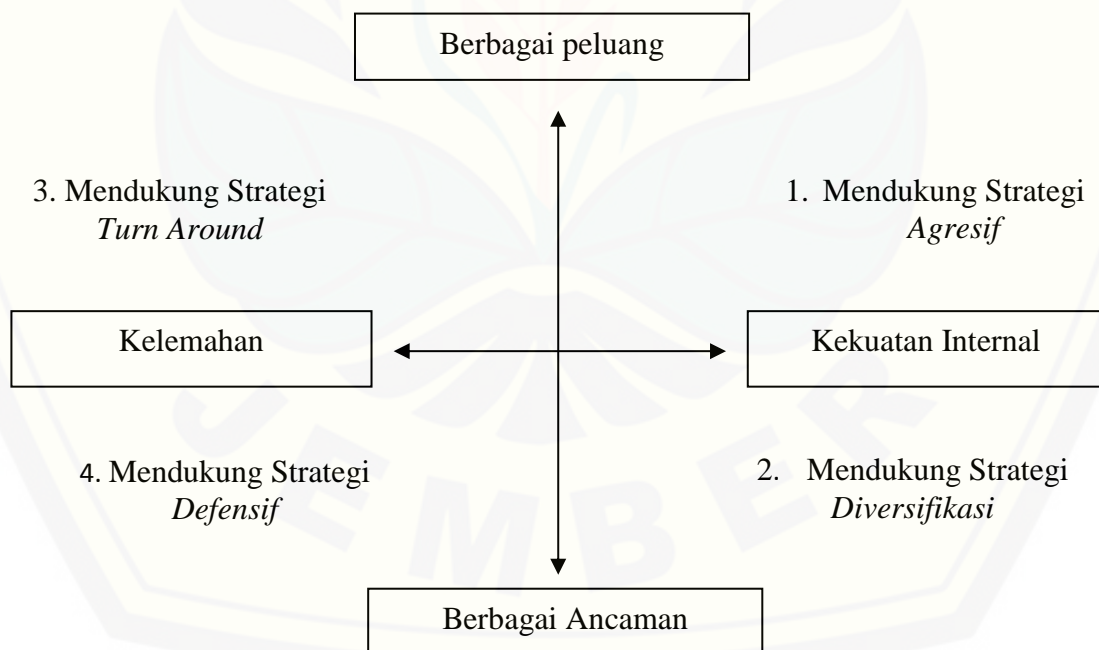 Berbagai peluang
3. Mendukung Strategi
Turn Around
1. Mendukung Strategi
Agresif
Kelemahan
Kekuatan Internal
4. Mendukung Strategi
Defensif
2. Mendukung Strategi
Diversifikasi
JEMBER
Berbagai Ancaman